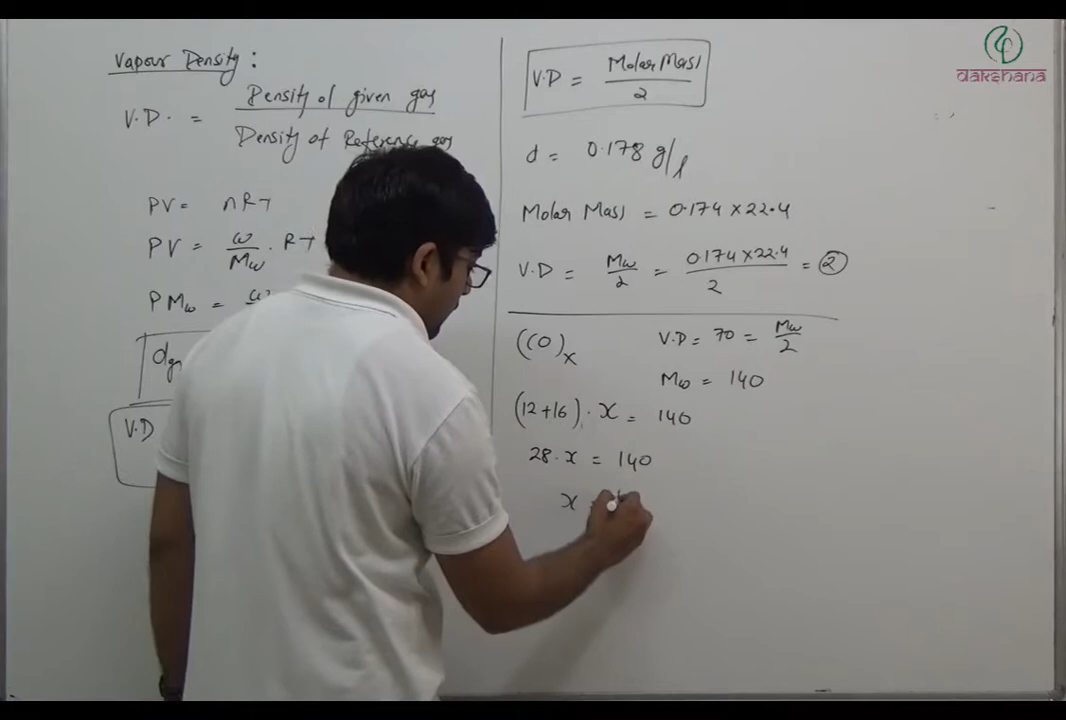 Vapour Density :
V.D. = Density of given gas
Density of Reference gas
PV = nRT
PV = w/Mw . RT
PMw = w
dga
V.D
V.D = Molar Mass / 2
d = 0.178 g/l
Molar Mass = 0.174 x 22.4
V.D = Mw/2 = 0.174 x 22.4 / 2 = 2
(CO)x V.D = 70 = Mw/2
Mw = 140
(12+16) . x = 140
28 . x = 140
x =
dakshana